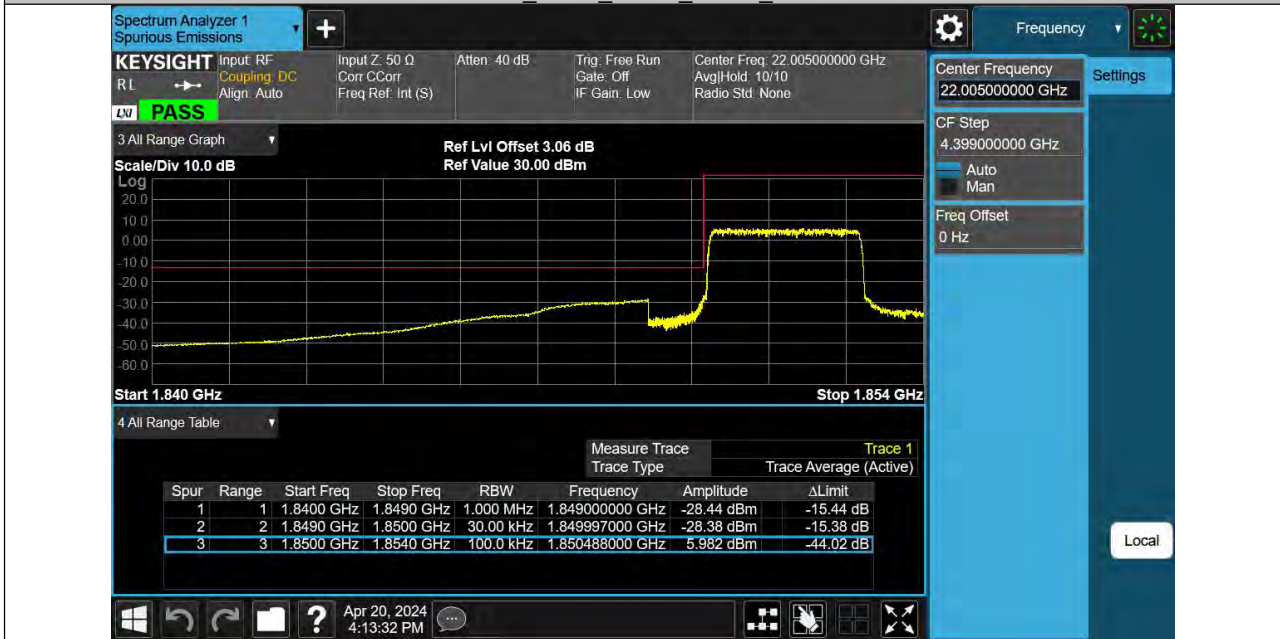 Spectrum Analyzer 1
Spurious Emissions
Frequency
KEYSIGHT
R L
LXI
PASS
Input: RF
Coupling: DC
Align: Auto
Input Z: 50 Ω
Corr CCorr
Freq Ref: Int (S)
Atten: 40 dB
Trig: Free Run
Gate: Off
IF Gain: Low
Center Freq: 22.005000000 GHz
Avg|Hold: 10/10
Radio Std: None
Center Frequency
22.005000000 GHz
Settings
CF Step
4.399000000 GHz
Auto
Man
Freq Offset
0 Hz
3 All Range Graph
Scale/Div 10.0 dB
Ref Lvl Offset 3.06 dB
Ref Value 30.00 dBm
Log
20.0
10.0
0.00
-10.0
-20.0
-30.0
-40.0
-50.0
-60.0
Start 1.840 GHz Stop 1.854 GHz
4 All Range Table
Measure Trace Trace 1
Trace Type Trace Average (Active)
Spur Range Start Freq Stop Freq RBW Frequency Amplitude ΔLimit
1 1 1.8400 GHz 1.8490 GHz 1.000 MHz 1.849000000 GHz -28.44 dBm -15.44 dB
2 2 1.8490 GHz 1.8500 GHz 30.00 kHz 1.849997000 GHz -28.38 dBm -15.38 dB
3 3 1.8500 GHz 1.8540 GHz 100.0 kHz 1.850488000 GHz 5.982 dBm -44.02 dB
Local
Apr 20, 2024
4:13:32 PM